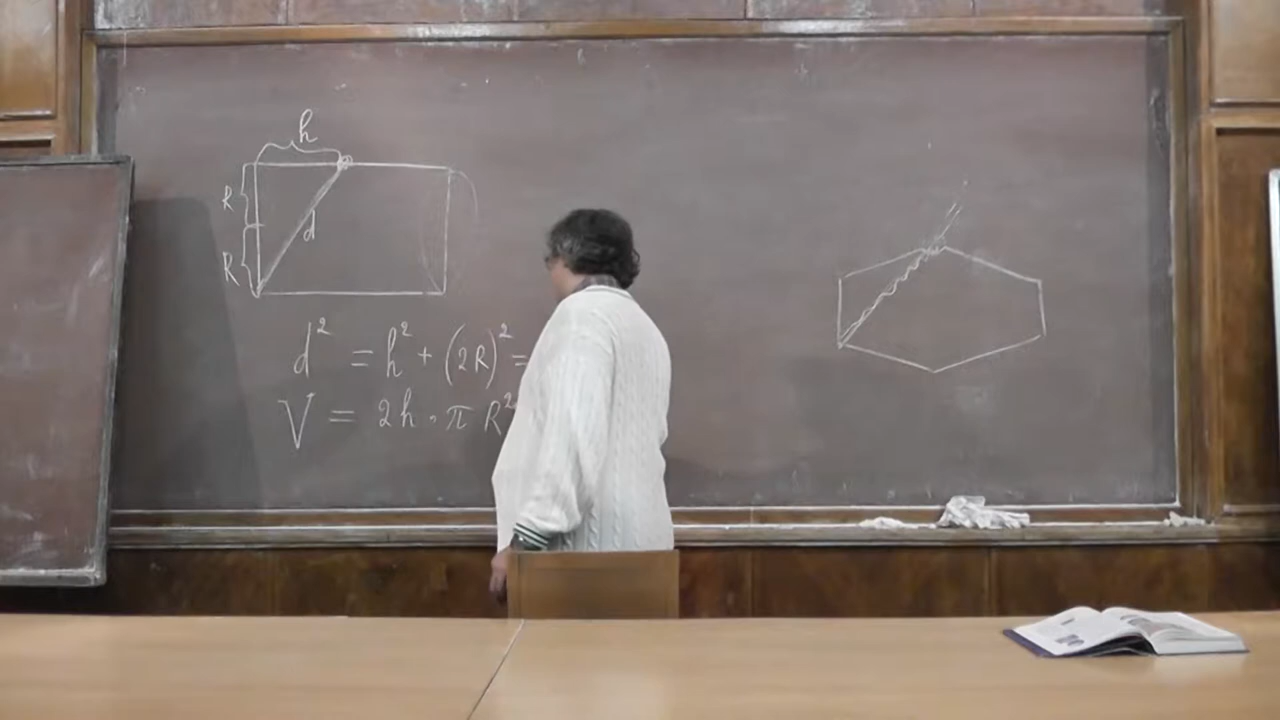 h
R
d
R
d² = h² + (2R)² =
V = 2h · π R²